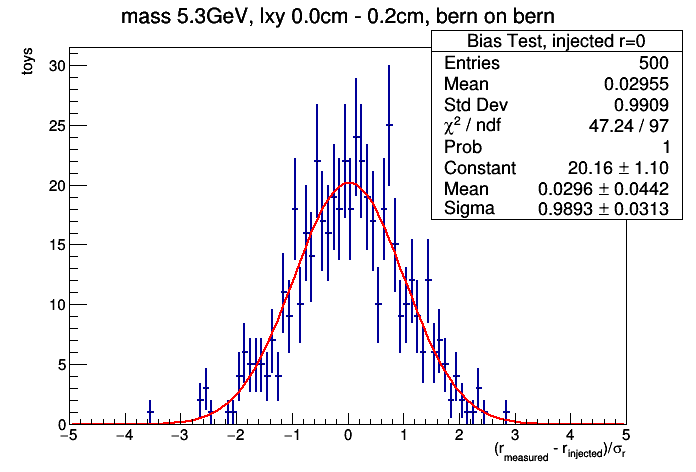 mass 5.3GeV, lxy 0.0cm - 0.2cm, bern on bern
Bias Test, injected r=0
Entries 500
Mean 0.02955
Std Dev 0.9909
χ² / ndf 47.24 / 97
Prob 1
Constant 20.16 ± 1.10
Mean 0.0296 ± 0.0442
Sigma 0.9893 ± 0.0313
toys
30
25
20
15
10
5
0
−5 −4 −3 −2 −1 0 1 2 3 4 5
(r_measured - r_injected)/σ_r